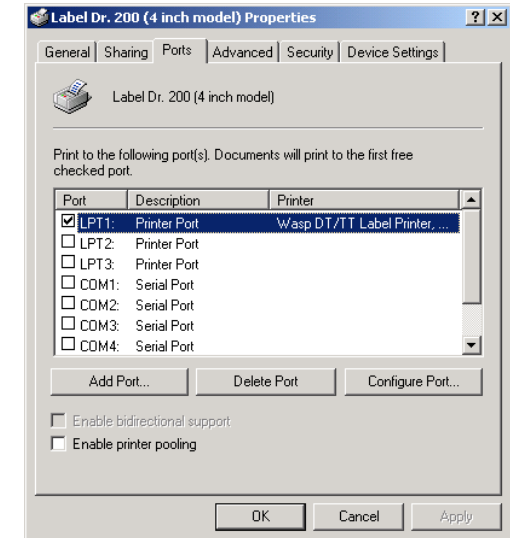 Label Dr. 200 (4 inch model) Properties ? X
General Sharing Ports Advanced Security Device Settings
Label Dr. 200 (4 inch model)
Print to the following port(s). Documents will print to the first free
checked port.
Port Description Printer
LPT1: Printer Port Wasp DT/TT Label Printer, ...
LPT2: Printer Port
LPT3: Printer Port
COM1: Serial Port
COM2: Serial Port
COM3: Serial Port
COM4: Serial Port
Add Port... Delete Port Configure Port...
Enable bidirectional support
Enable printer pooling
OK Cancel Apply